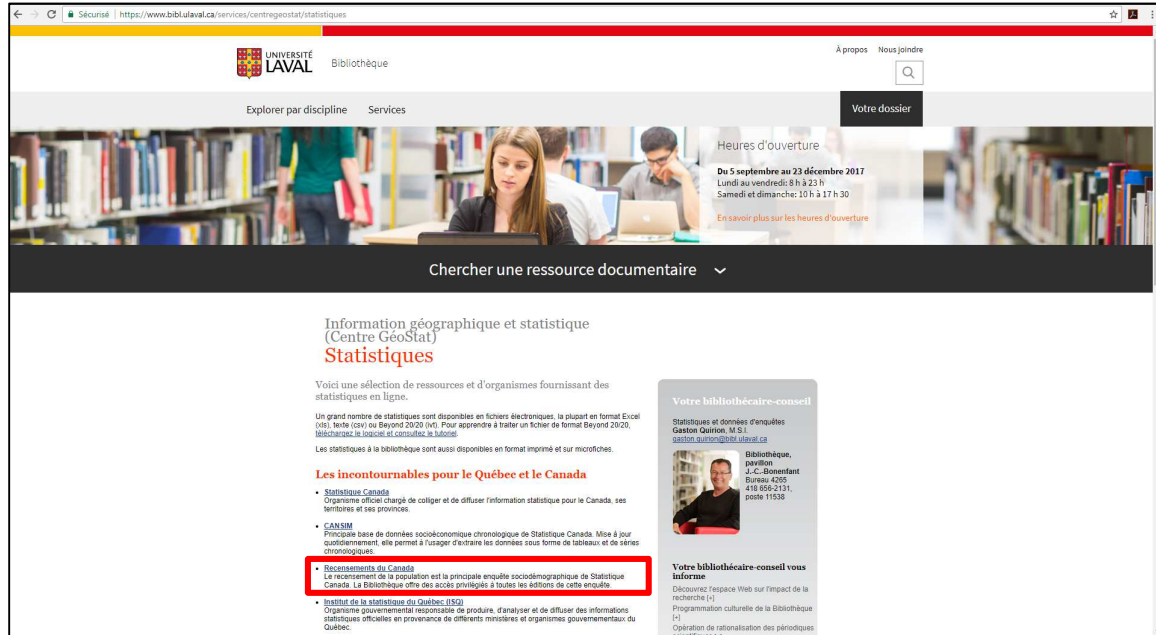 Sécurisé | https://www.bibl.ulaval.ca/services/centregeostat/statistiques
À propos Nous joindre
UNIVERSITÉ
LAVAL
Bibliothèque
Explorer par discipline Services
Votre dossier
Heures d'ouverture
Du 5 septembre au 23 décembre 2017
Lundi au vendredi: 8 h à 23 h
Samedi et dimanche: 10 h à 17 h 30
En savoir plus sur les heures d'ouverture
Chercher une ressource documentaire
Information géographique et statistique
(Centre GéoStat)
Statistiques
Voici une sélection de ressources et d'organismes fournissant des
statistiques en ligne.
Un grand nombre de statistiques sont disponibles en fichiers électroniques, la plupart en format Excel
(xls), texte (csv) ou Beyond 20/20 (ivt). Pour apprendre à traiter un fichier de format Beyond 20/20,
téléchargez le logiciel et consultez le tutoriel.
Les statistiques à la bibliothèque sont aussi disponibles en format imprimé et sur microfiches.
Les incontournables pour le Québec et le Canada
Statistique Canada
Organisme officiel chargé de colliger et de diffuser l'information statistique pour le Canada, ses
territoires et ses provinces.
CANSIM
Principale base de données socioéconomique chronologique de Statistique Canada. Mise à jour
quotidiennement, elle permet à l'usager d'extraire les données sous forme de tableaux et de séries
chronologiques.
Recensements du Canada
Le recensement de la population est la principale enquête sociodémographique de Statistique
Canada. La Bibliothèque offre des accès privilégiés à toutes les éditions de cette enquête.
Institut de la statistique du Québec (ISQ)
Organisme gouvernemental responsable de produire, d'analyser et de diffuser des informations
statistiques officielles en provenance de différents ministères et organismes gouvernementaux du
Québec.
Votre bibliothécaire-conseil
Statistiques et données d'enquêtes
Gaston Quirion, M.S.I.
gaston.quirion@bibl.ulaval.ca
Bibliothèque,
pavillon
J.-C.-Bonenfant
Bureau 4265
418 656-2131,
poste 11538
Votre bibliothécaire-conseil vous
informe
Découvrez l'espace Web sur l'impact de la
recherche [+]
Programmation culturelle de la Bibliothèque
[+]
Opération de rationalisation des périodiques